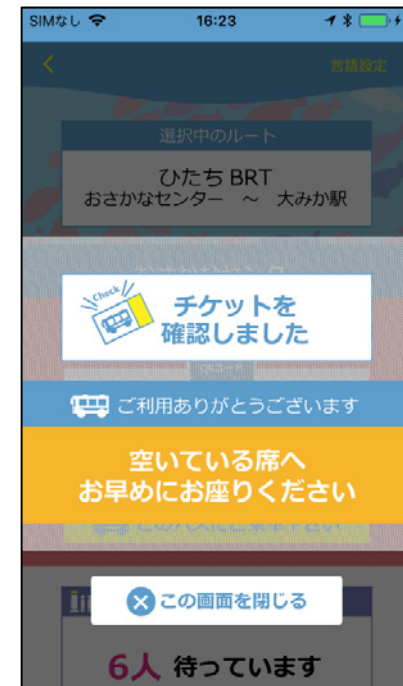 SIMなし 16:23
言語設定
選択中のルート
ひたち BRT
おさかなセンター ～ 大みか駅
Check
チケットを
確認しました
ご利用ありがとうございます
空いている席へ
お早めにお座りください
この画面を閉じる
6人 待っています